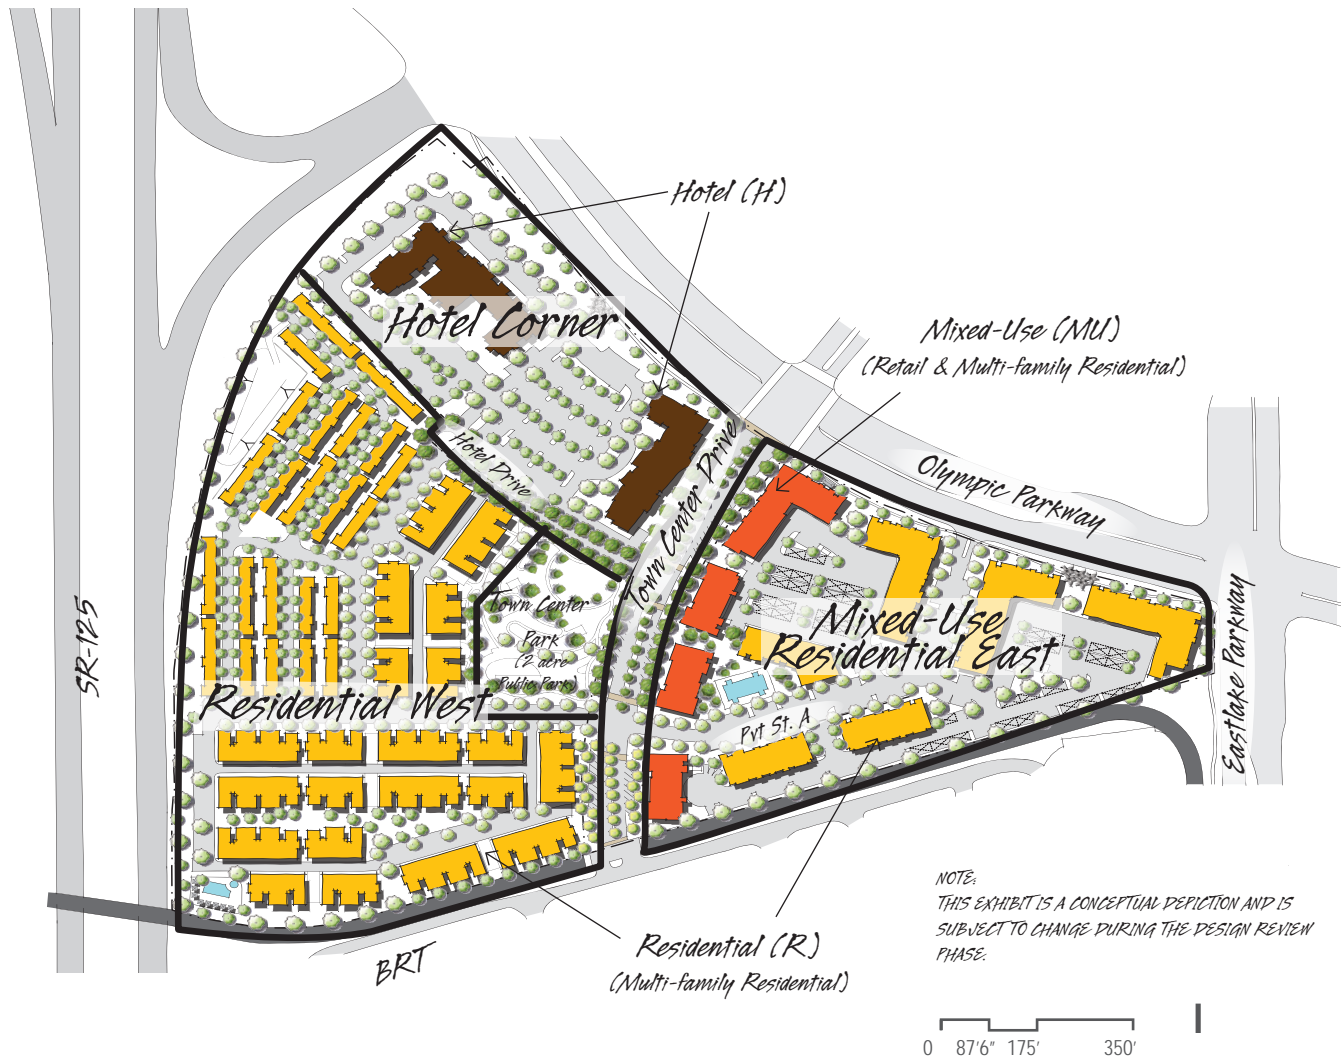 Hotel (H)
Hotel Corner
Mixed-Use (MU)
(Retail & Multi-family Residential)
Hotel Drive
Town Center Drive
Olympic Parkway
Town Center
Park
(2 acre
Public Park)
Mixed-Use
Residential East
SR-125
Eastlake Parkway
Residential West
Pvt St. A
NOTE:
THIS EXHIBIT IS A CONCEPTUAL DEPICTION AND IS
SUBJECT TO CHANGE DURING THE DESIGN REVIEW
PHASE.
Residential (R)
(Multi-family Residential)
BRT
0 87'6" 175' 350'